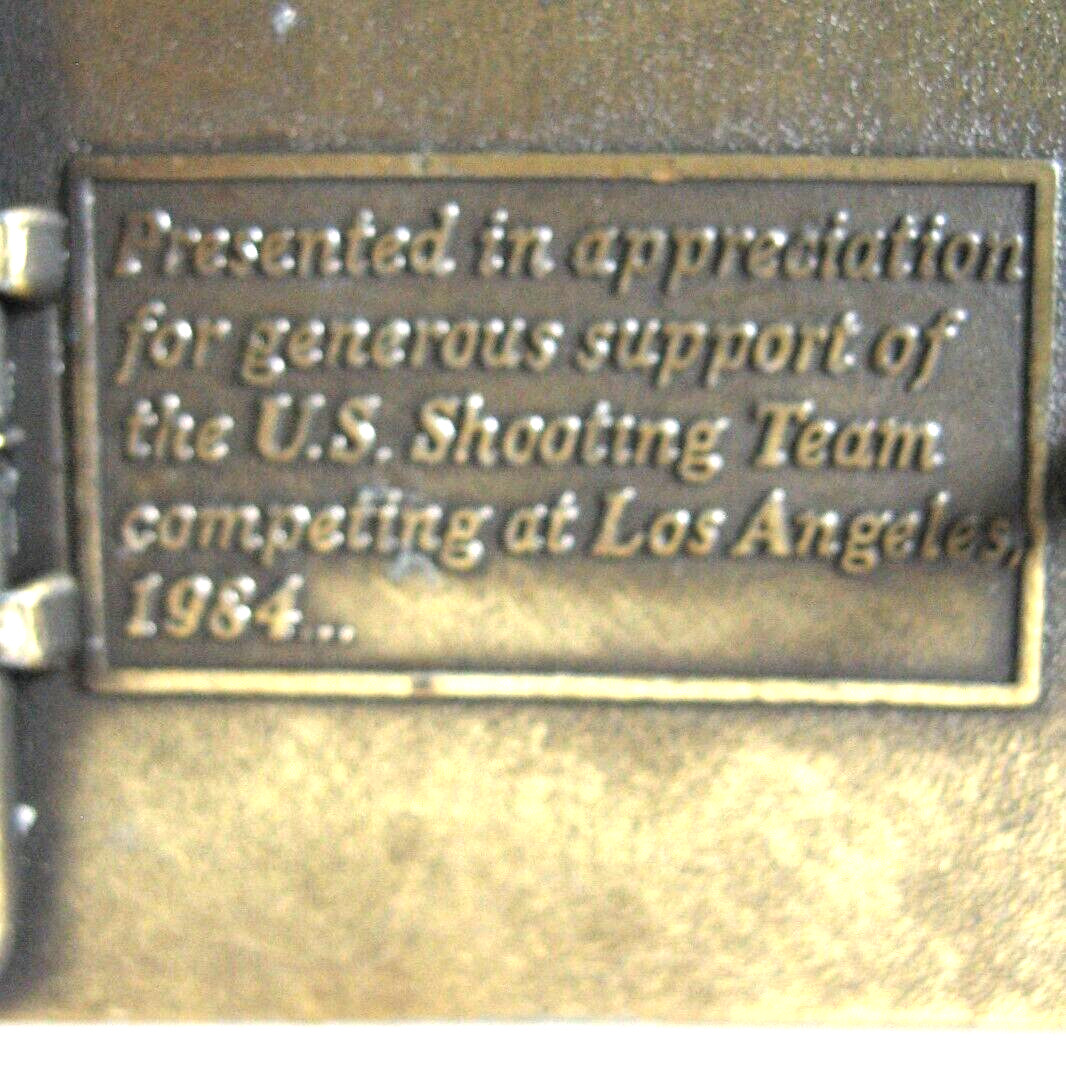 Presented in appreciation
for generous support of
the U.S. Shooting Team
competing at Los Angeles,
1984...